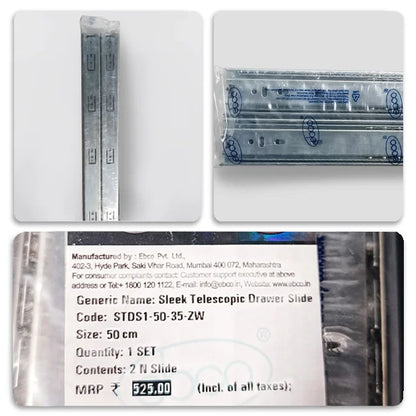 ebco
ebco
ebco
Manufactured by : Ebco Pvt. Ltd.,
402-3, Hyde Park, Saki Vihar Road, Mumbai 400 072, Maharashtra
For consumer complaints contact: Customer support executive at above
address or Tel:+ 1800 120 1122, E-mail: info@ebco.in, Website: www.ebco.in
Generic Name: Sleek Telescopic Drawer Slide
Code: STDS1-50-35-ZW
Size: 50 cm
Quantity: 1 SET
Contents: 2 N Slide
MRP ₹ 525.00 (Incl. of all taxes);